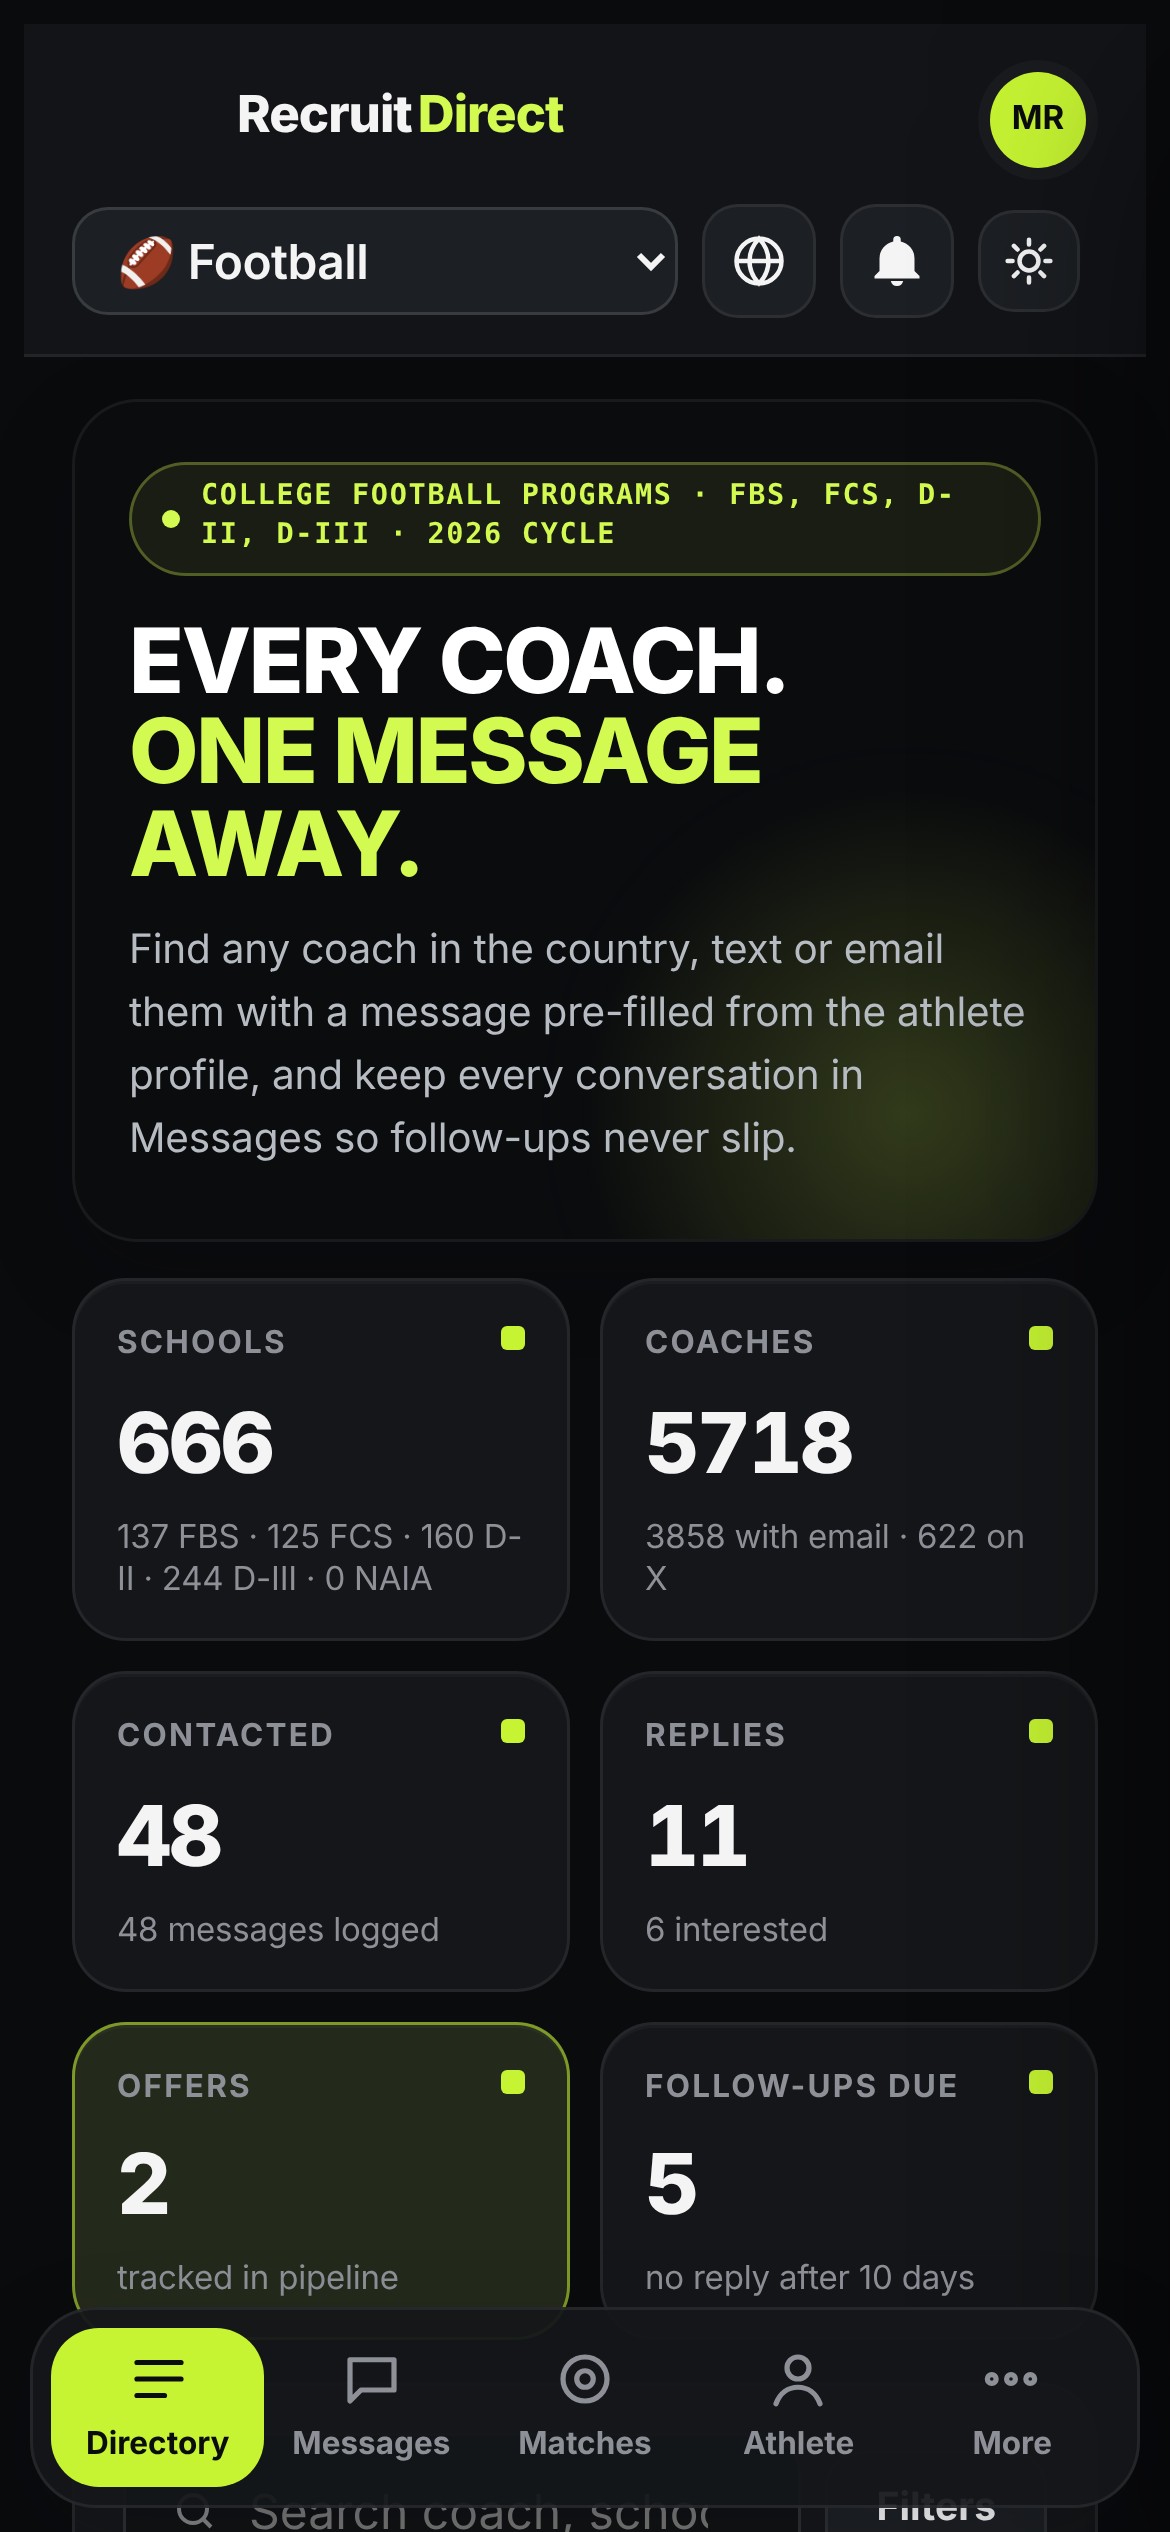 Recruit Direct
MR
Football
COLLEGE FOOTBALL PROGRAMS · FBS, FCS, D-
II, D-III · 2026 CYCLE
EVERY COACH.
ONE MESSAGE
AWAY.
Find any coach in the country, text or email
them with a message pre-filled from the athlete
profile, and keep every conversation in
Messages so follow-ups never slip.
SCHOOLS
666
137 FBS · 125 FCS · 160 D-
II · 244 D-III · 0 NAIA
COACHES
5718
3858 with email · 622 on
X
CONTACTED
48
48 messages logged
REPLIES
11
6 interested
OFFERS
2
tracked in pipeline
FOLLOW-UPS DUE
5
no reply after 10 days
Directory
Messages
Matches
Athlete
More
Search coach, schoo
Filters